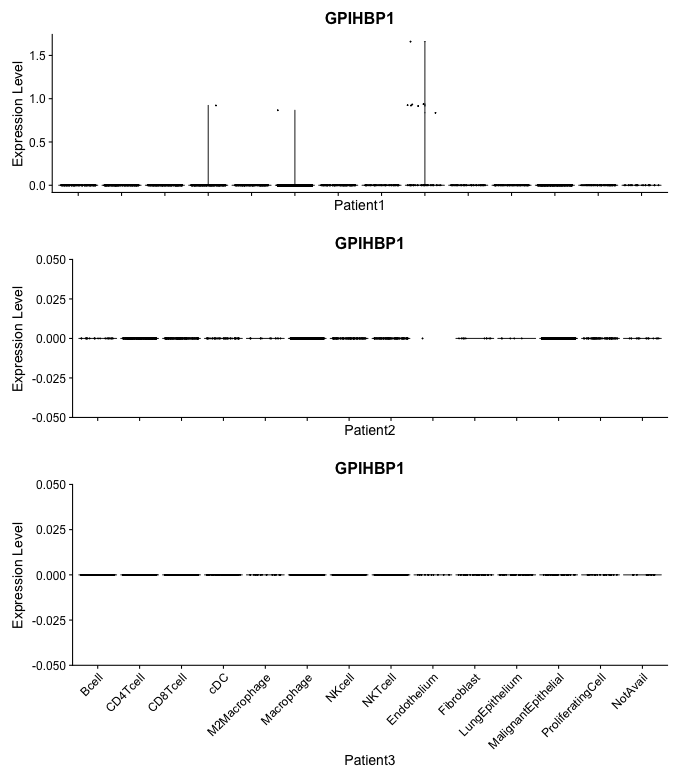 GPIHBP1
Expression Level
1.5
1.0
0.5
0.0
Patient1
GPIHBP1
Expression Level
0.050
0.025
0.000
-0.025
-0.050
Patient2
GPIHBP1
Expression Level
0.050
0.025
0.000
-0.025
-0.050
Bcell
CD4Tcell
CD8Tcell
cDC
M2Macrophage
Macrophage
NKcell
NKTcell
Endothelium
Fibroblast
LungEpithelium
MalignantEpithelial
ProliferatingCell
NotAvail
Patient3